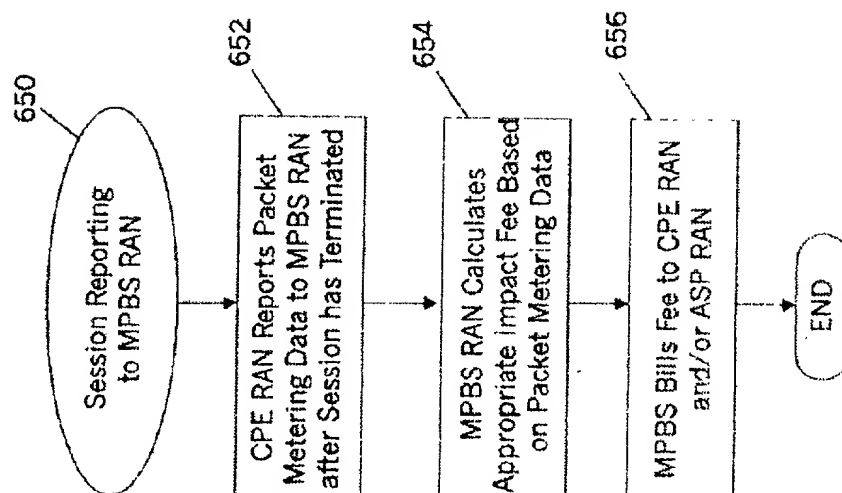 650
Session Reporting
to MPBS RAN
652
CPE RAN Reports Packet
Metering Data to MPBS RAN
after Session has Terminated
654
MPBS RAN Calculates
Appropriate Impact Fee Based
on Packet Metering Data
656
MPBS Bills Fee to CPE RAN
and/or ASP RAN
END